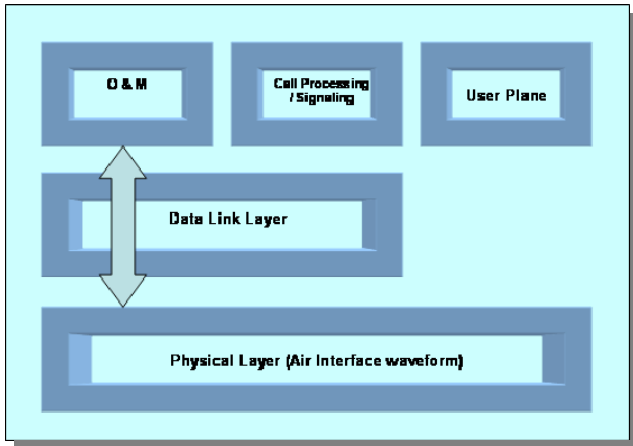 O & M
Call Processing
/ Signaling
User Plane
Data Link Layer
Physical Layer (Air Interface waveform)